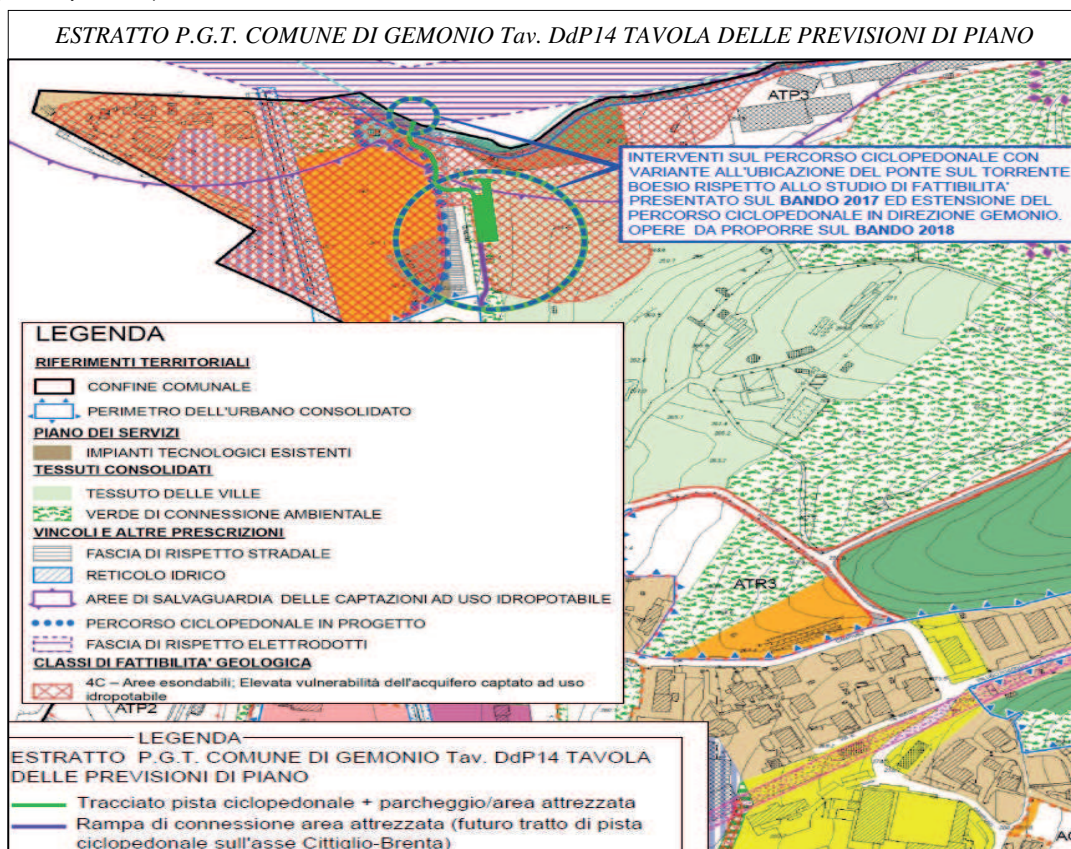 ESTRATTO P.G.T. COMUNE DI GEMONIO Tav. DdP14 TAVOLA DELLE PREVISIONI DI PIANO
ATP3
INTERVENTI SUL PERCORSO CICLOPEDONALE CON
VARIANTE ALL'UBICAZIONE DEL PONTE SUL TORRENTE
BOESIO RISPETTO ALLO STUDIO DI FATTIBILITA'
PRESENTATO SUL BANDO 2017 ED ESTENSIONE DEL
PERCORSO CICLOPEDONALE IN DIREZIONE GEMONIO.
OPERE DA PROPORRE SUL BANDO 2018
LEGENDA
RIFERIMENTI TERRITORIALI
CONFINE COMUNALE
PERIMETRO DELL'URBANO CONSOLIDATO
PIANO DEI SERVIZI
IMPIANTI TECNOLOGICI ESISTENTI
TESSUTI CONSOLIDATI
TESSUTO DELLE VILLE
VERDE DI CONNESSIONE AMBIENTALE
VINCOLI E ALTRE PRESCRIZIONI
FASCIA DI RISPETTO STRADALE
RETICOLO IDRICO
AREE DI SALVAGUARDIA DELLE CAPTAZIONI AD USO IDROPOTABILE
PERCORSO CICLOPEDONALE IN PROGETTO
FASCIA DI RISPETTO ELETTRODOTTI
CLASSI DI FATTIBILITA' GEOLOGICA
4C – Aree esondabili; Elevata vulnerabilità dell'acquifero captato ad uso
idropotabile
ATR3
ATP2
LEGENDA
ESTRATTO P.G.T. COMUNE DI GEMONIO Tav. DdP14 TAVOLA
DELLE PREVISIONI DI PIANO
Tracciato pista ciclopedonale + parcheggio/area attrezzata
Rampa di connessione area attrezzata (futuro tratto di pista
ciclopedonale sull'asse Cittiglio-Brenta)